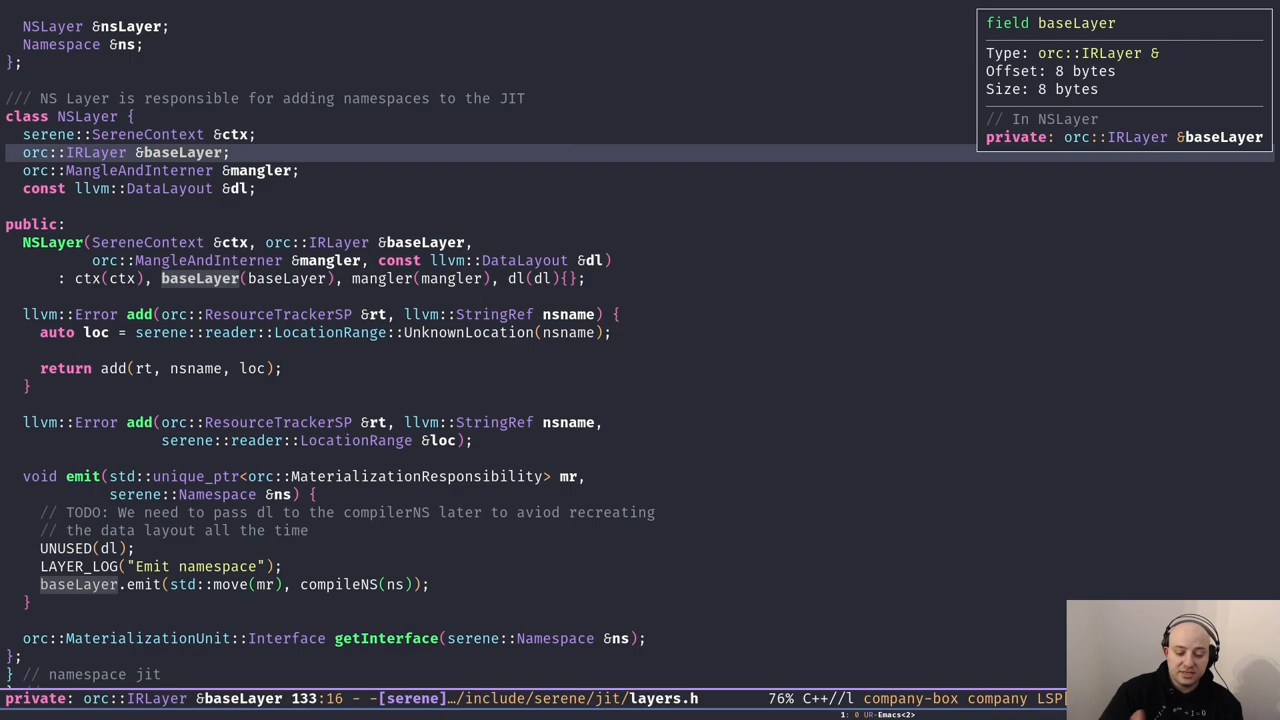 NSLayer &nsLayer;
Namespace &ns;
};
/// NS Layer is responsible for adding namespaces to the JIT
class NSLayer {
serene::SereneContext &ctx;
orc::IRLayer &baseLayer;
orc::MangleAndInterner &mangler;
const llvm::DataLayout &dl;
public:
NSLayer(SereneContext &ctx, orc::IRLayer &baseLayer,
orc::MangleAndInterner &mangler, const llvm::DataLayout &dl)
: ctx(ctx), baseLayer(baseLayer), mangler(mangler), dl(dl){};
llvm::Error add(orc::ResourceTrackerSP &rt, llvm::StringRef nsname) {
auto loc = serene::reader::LocationRange::UnknownLocation(nsname);
return add(rt, nsname, loc);
}
llvm::Error add(orc::ResourceTrackerSP &rt, llvm::StringRef nsname,
serene::reader::LocationRange &loc);
void emit(std::unique_ptr<orc::MaterializationResponsibility> mr,
serene::Namespace &ns) {
// TODO: We need to pass dl to the compilerNS later to aviod recreating
// the data layout all the time
UNUSED(dl);
LAYER_LOG("Emit namespace");
baseLayer.emit(std::move(mr), compileNS(ns));
}
orc::MaterializationUnit::Interface getInterface(serene::Namespace &ns);
};
} // namespace jit
private: orc::IRLayer &baseLayer 133:16 - -[serene]…/include/serene/jit/layers.h 76% C++//l company-box company LSP[
1: 0 UR-Emacs<2>
field baseLayer
Type: orc::IRLayer &
Offset: 8 bytes
Size: 8 bytes
// In NSLayer
private: orc::IRLayer &baseLayer